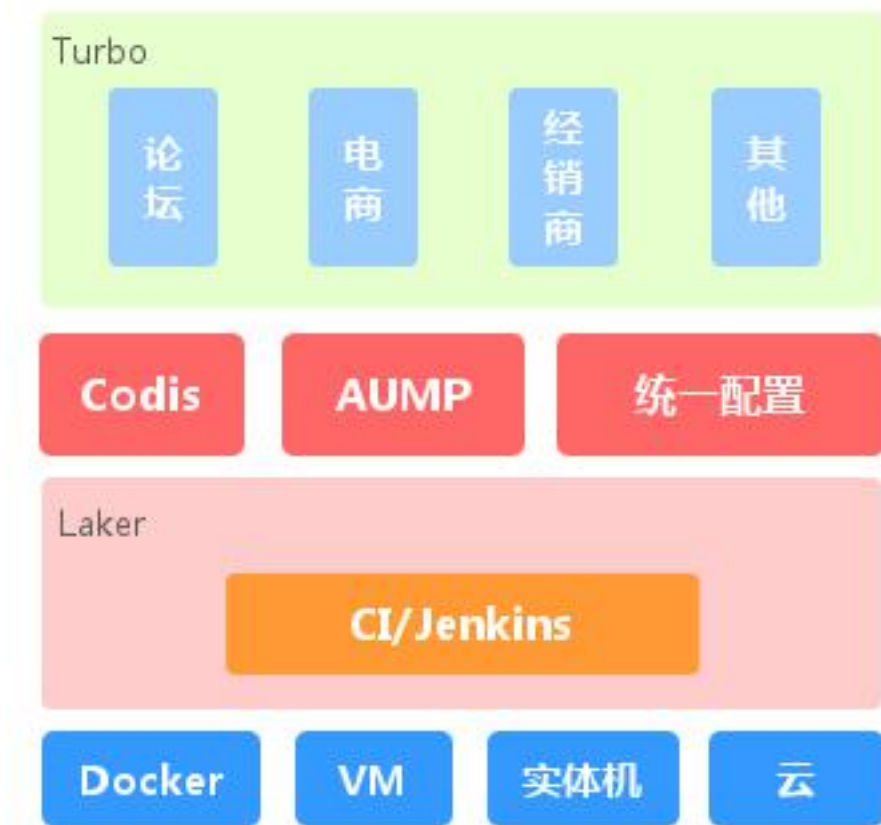 Turbo
论坛
电商
经销商
其他
Codis
AUMP
统一配置
Laker
CI/Jenkins
Docker
VM
实体机
云